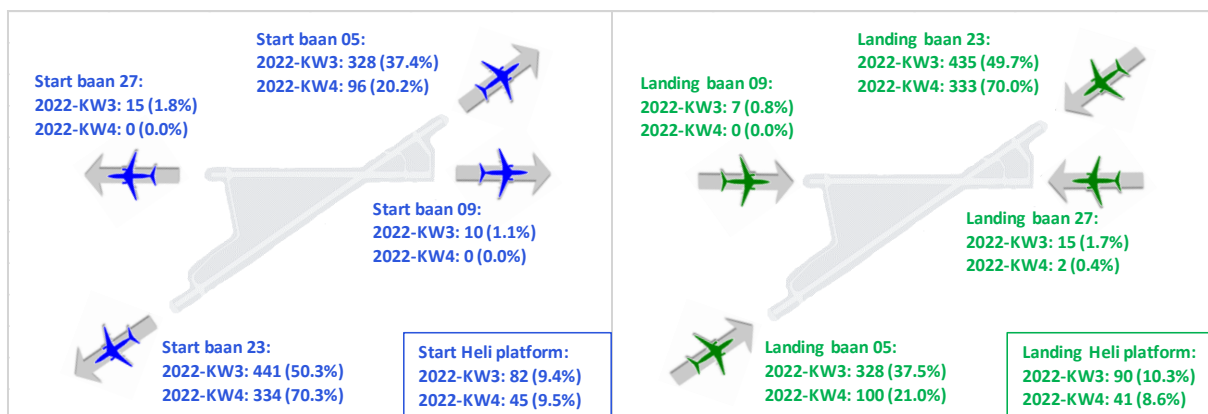 Start baan 05:
2022-KW3: 328 (37.4%)
2022-KW4: 96 (20.2%)
Start baan 27:
2022-KW3: 15 (1.8%)
2022-KW4: 0 (0.0%)
Start baan 09:
2022-KW3: 10 (1.1%)
2022-KW4: 0 (0.0%)
Start baan 23:
2022-KW3: 441 (50.3%)
2022-KW4: 334 (70.3%)
Start Heli platform:
2022-KW3: 82 (9.4%)
2022-KW4: 45 (9.5%)
Landing baan 23:
2022-KW3: 435 (49.7%)
2022-KW4: 333 (70.0%)
Landing baan 09:
2022-KW3: 7 (0.8%)
2022-KW4: 0 (0.0%)
Landing baan 27:
2022-KW3: 15 (1.7%)
2022-KW4: 2 (0.4%)
Landing baan 05:
2022-KW3: 328 (37.5%)
2022-KW4: 100 (21.0%)
Landing Heli platform:
2022-KW3: 90 (10.3%)
2022-KW4: 41 (8.6%)